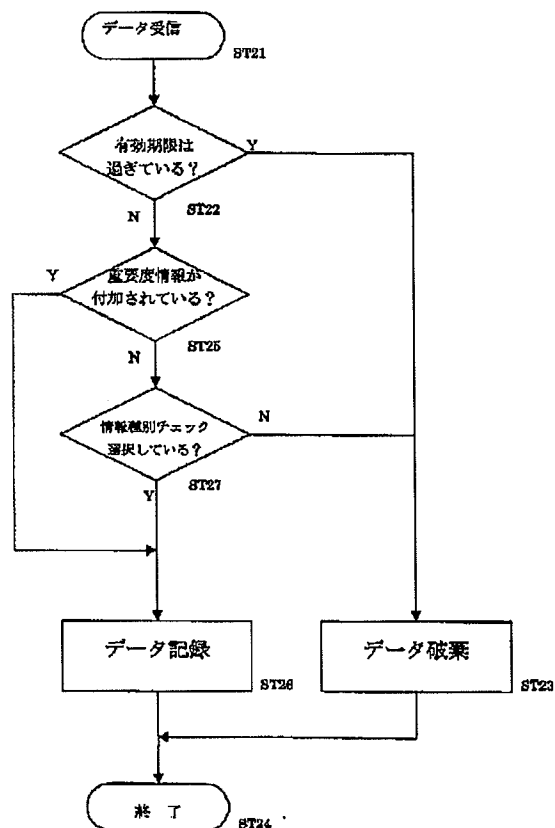 データ受信
ST21
有効期限は
過ぎている？
Y
N
ST22
重要度情報が
付加されている？
Y
N
ST25
情報種別チェック
選択している？
N
Y
ST27
データ記録
ST26
データ破棄
ST23
終了
ST24